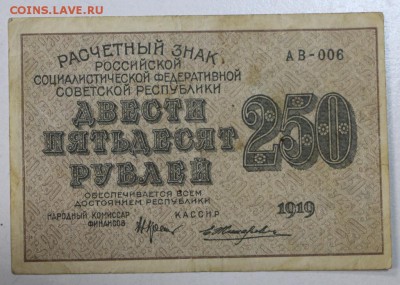 COINS.LAVE.RU
РАСЧЕТНЫЙ ЗНАК
АВ-006
РОССИЙСКОЙ
СОЦИАЛИСТИЧЕСКОЙ ФЕДЕРАТИВНОЙ
СОВЕТСКОЙ РЕСПУБЛИКИ
ДВЕСТИ
ПЯТЬДЕСЯТ
РУБЛЕЙ
250
ОБЕСПЕЧИВАЕТСЯ ВСЕМ
ДОСТОЯНИЕМ РЕСПУБЛИКИ
НАРОДНЫЙ КОМИССАР
ФИНАНСОВ
КАССИР
1919